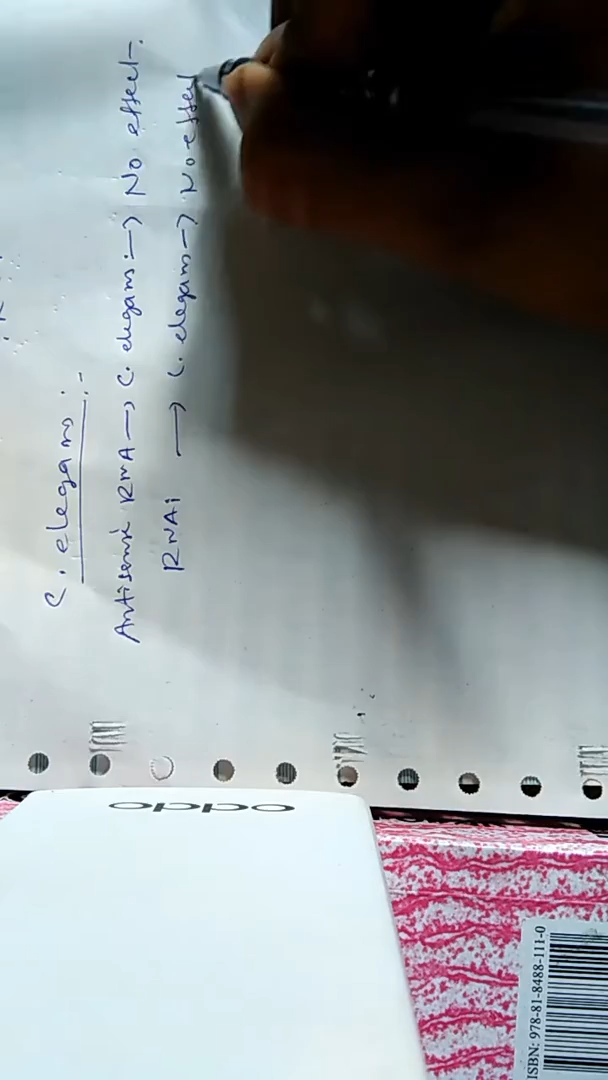 C. elegans :-
Antisense RNA → C. elegans :→ No effect-.
RNAi → C. elegans → No effect
oppo
ISBN: 978-81-8488-111-0